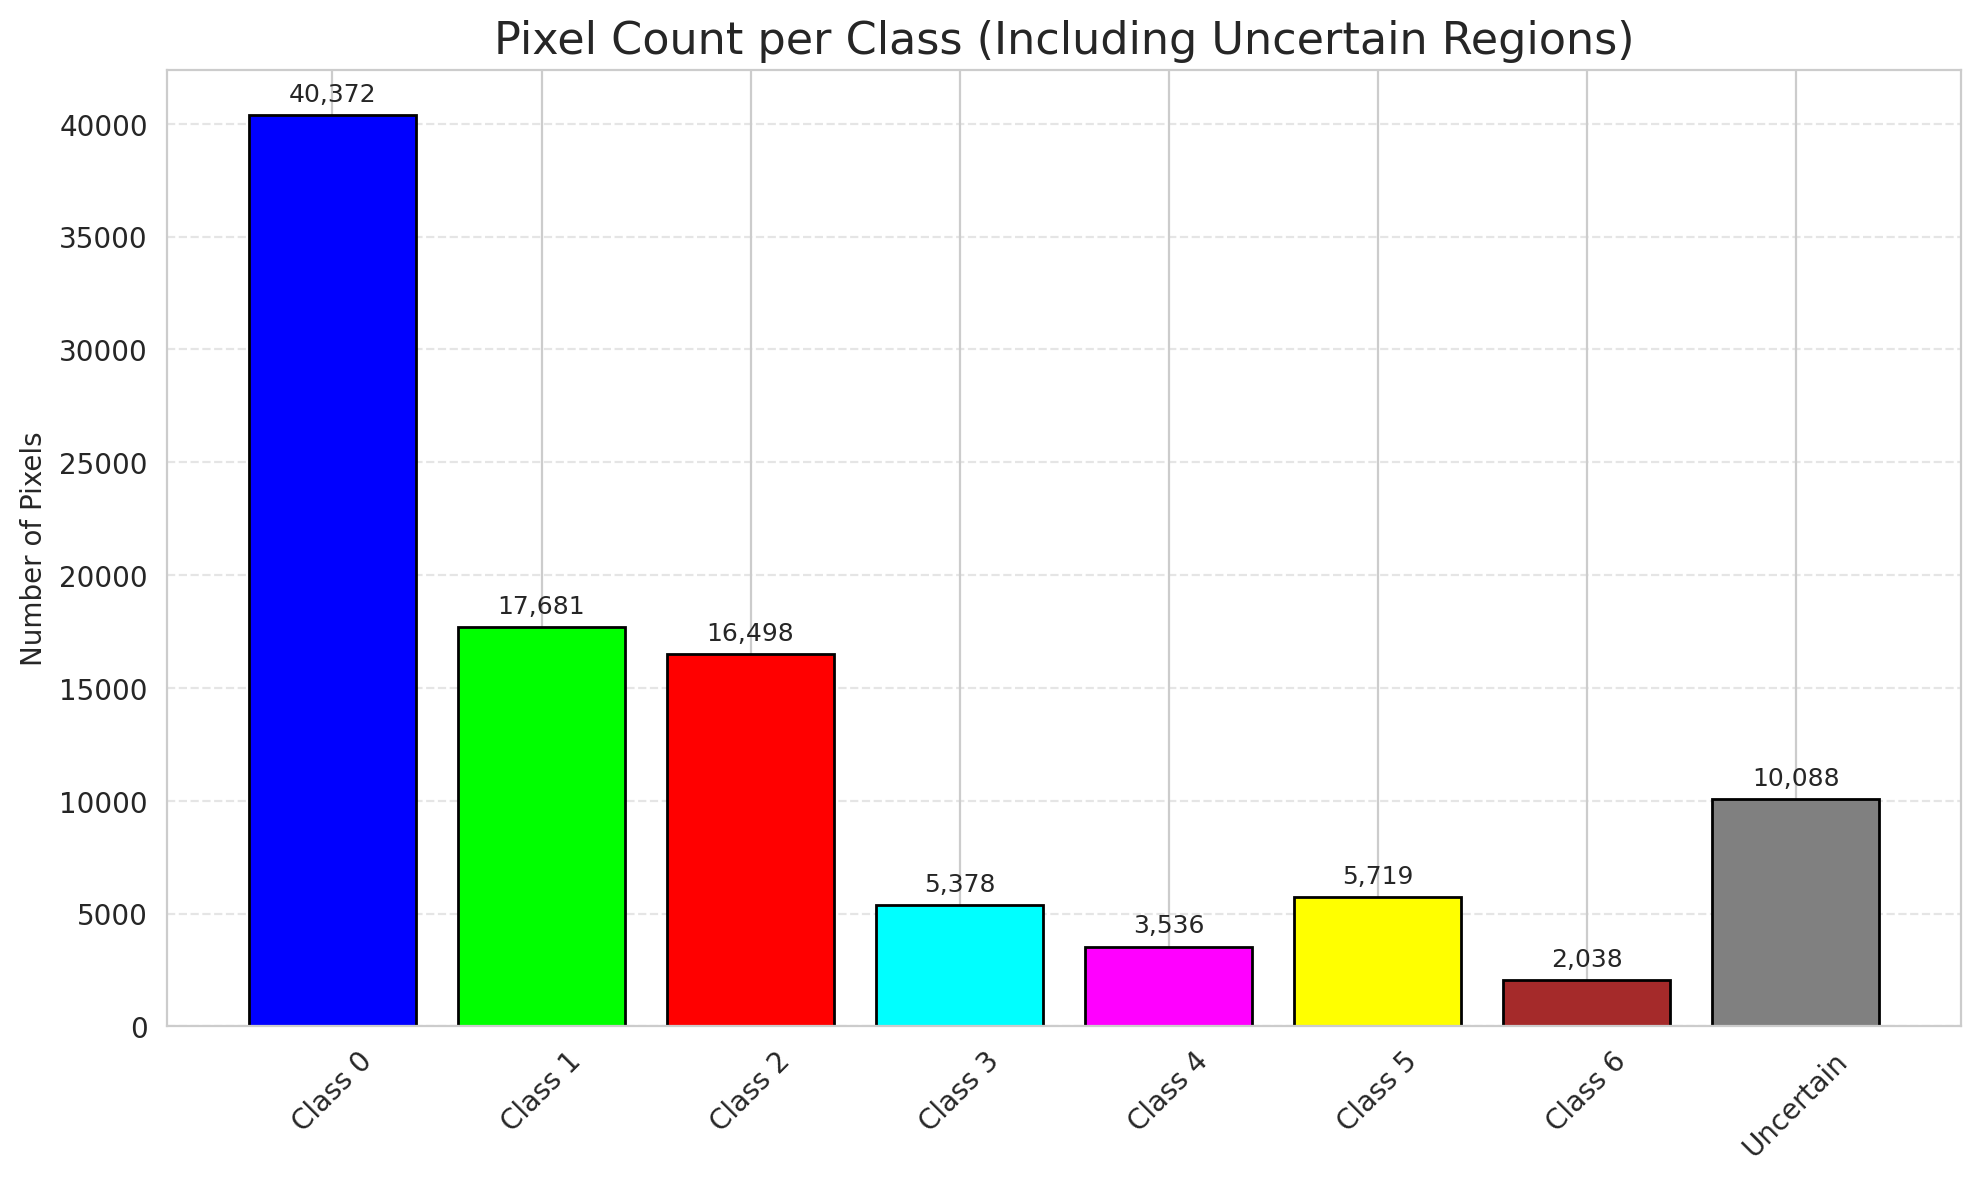 Pixel Count per Class (Including Uncertain Regions)
Number of Pixels
40000
35000
30000
25000
20000
15000
10000
5000
0
40,372
17,681
16,498
5,378
3,536
5,719
2,038
10,088
Class 0
Class 1
Class 2
Class 3
Class 4
Class 5
Class 6
Uncertain